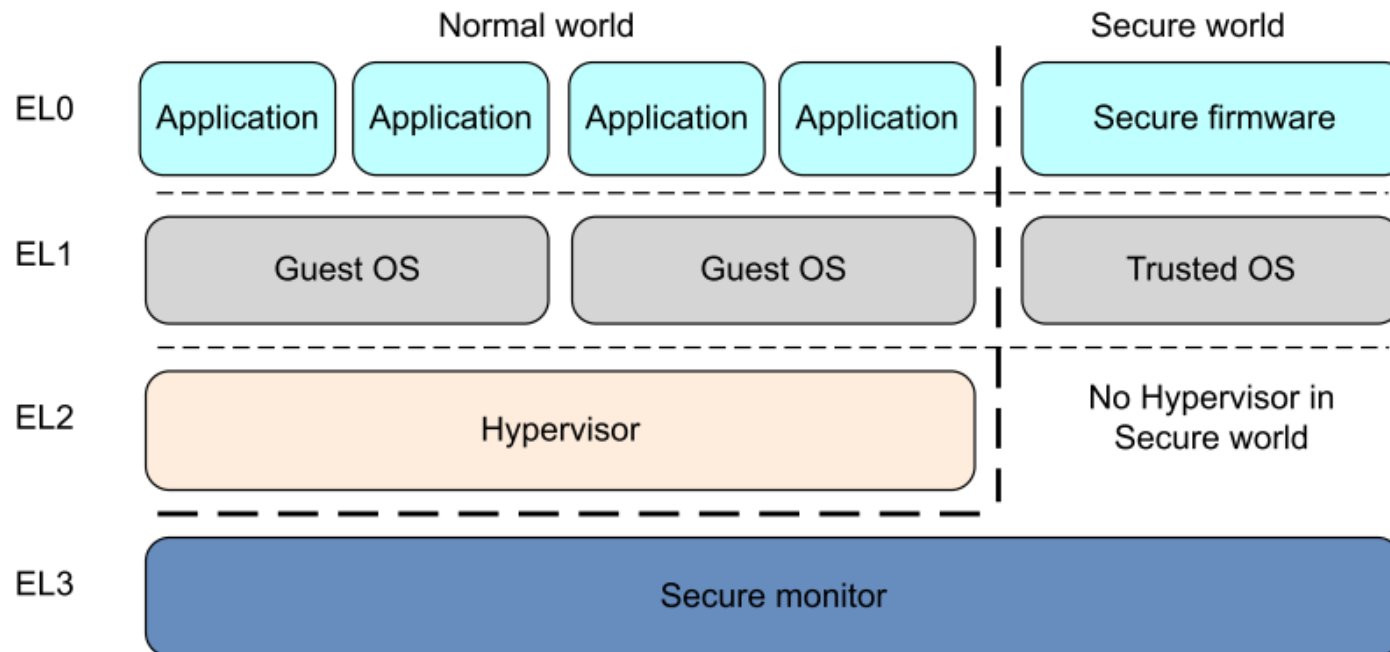 Normal world
Secure world
EL0
Application
Application
Application
Application
Secure firmware
EL1
Guest OS
Guest OS
Trusted OS
EL2
Hypervisor
No Hypervisor in
Secure world
EL3
Secure monitor